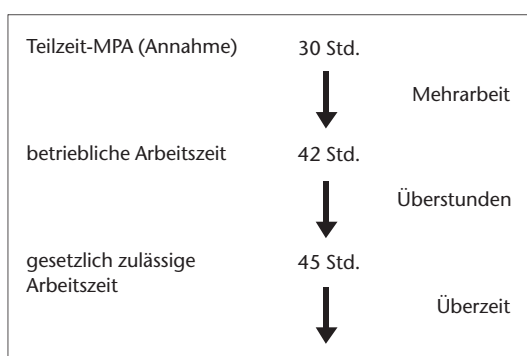 Teilzeit-MPA (Annahme) 30 Std.
Mehrarbeit
betriebliche Arbeitszeit 42 Std.
Überstunden
gesetzlich zulässige 45 Std.
Arbeitszeit
Überzeit